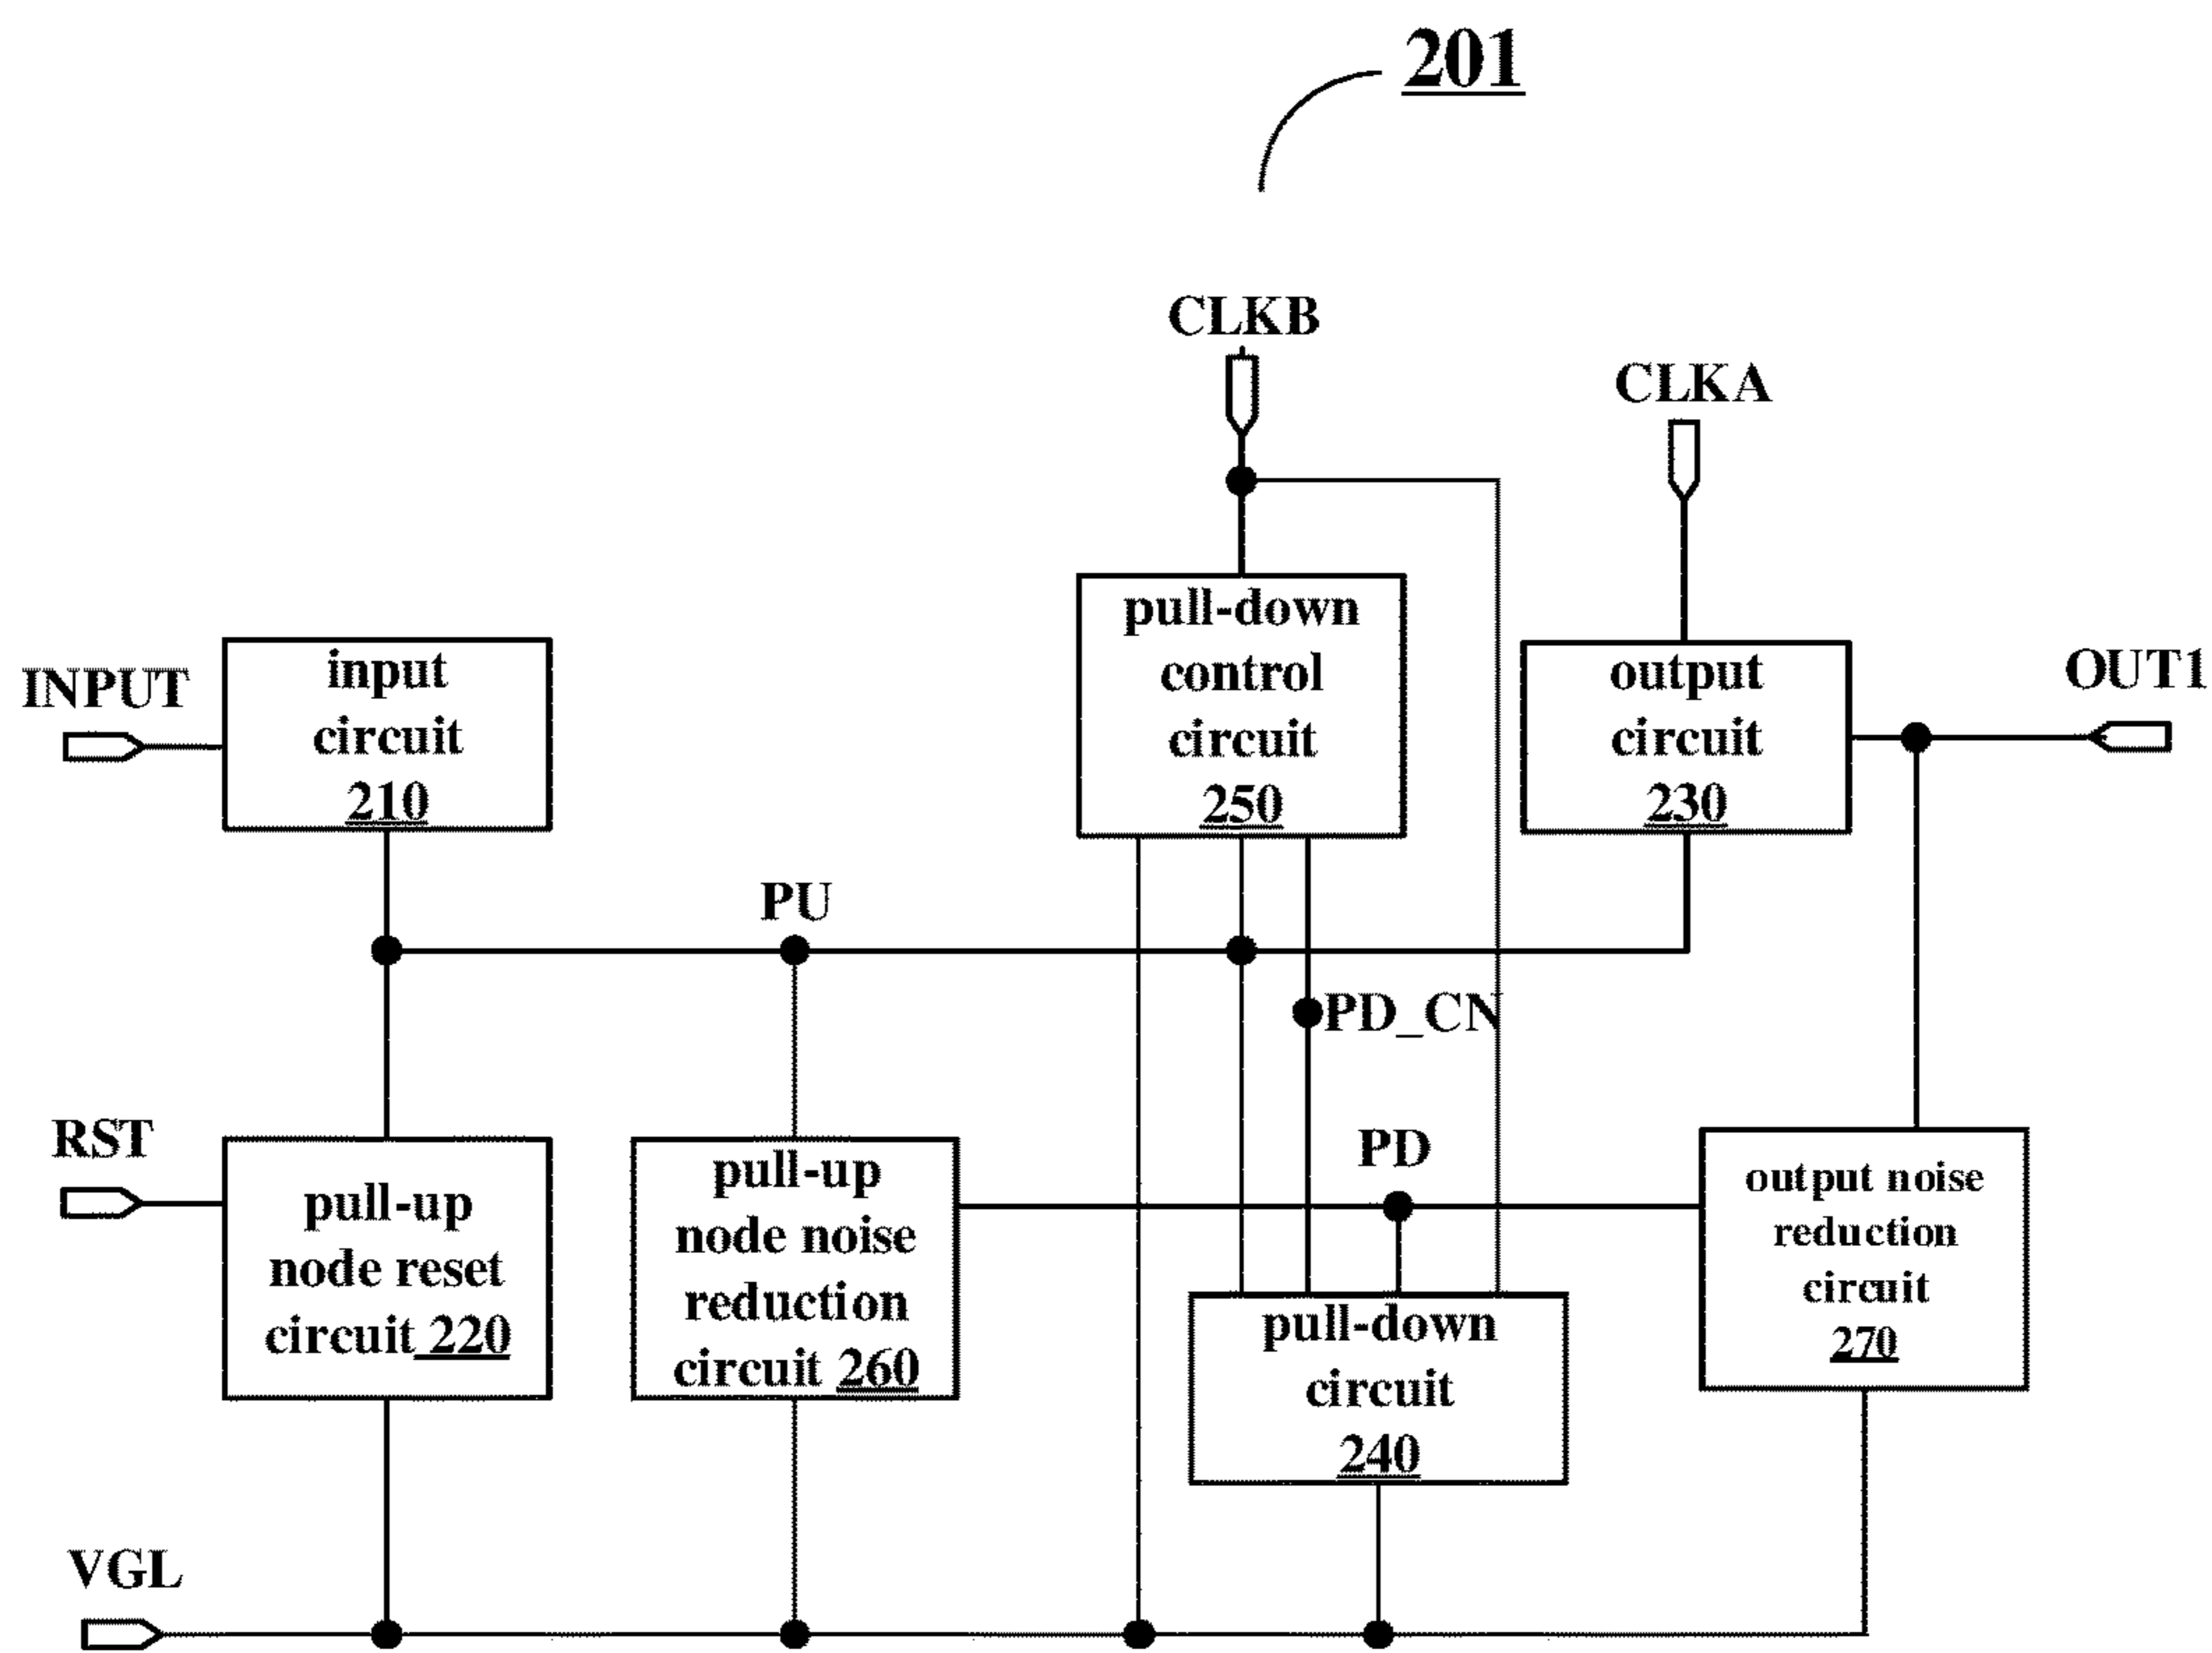 201
CLKB
CLKA
INPUT
input
circuit
210
pull-down
control
circuit
250
output
circuit
230
OUT1
PU
PD_CN
RST
pull-up
node reset
circuit 220
pull-up
node noise
reduction
circuit 260
PD
pull-down
circuit
240
output noise
reduction
circuit
270
VGL